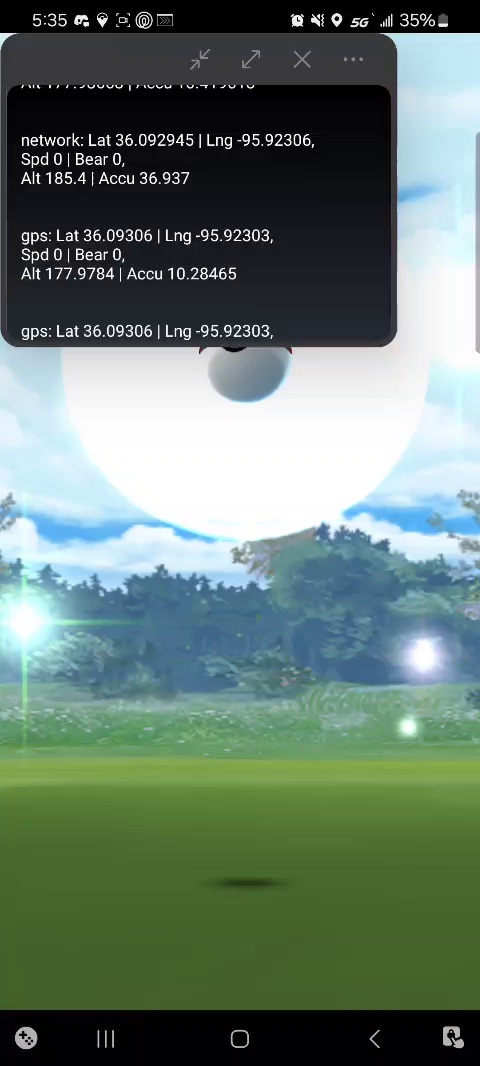 5:35
5G
35%
network: Lat 36.092945 | Lng -95.92306,
Spd 0 | Bear 0,
Alt 185.4 | Accu 36.937
gps: Lat 36.09306 | Lng -95.92303,
Spd 0 | Bear 0,
Alt 177.9784 | Accu 10.28465
gps: Lat 36.09306 | Lng -95.92303,